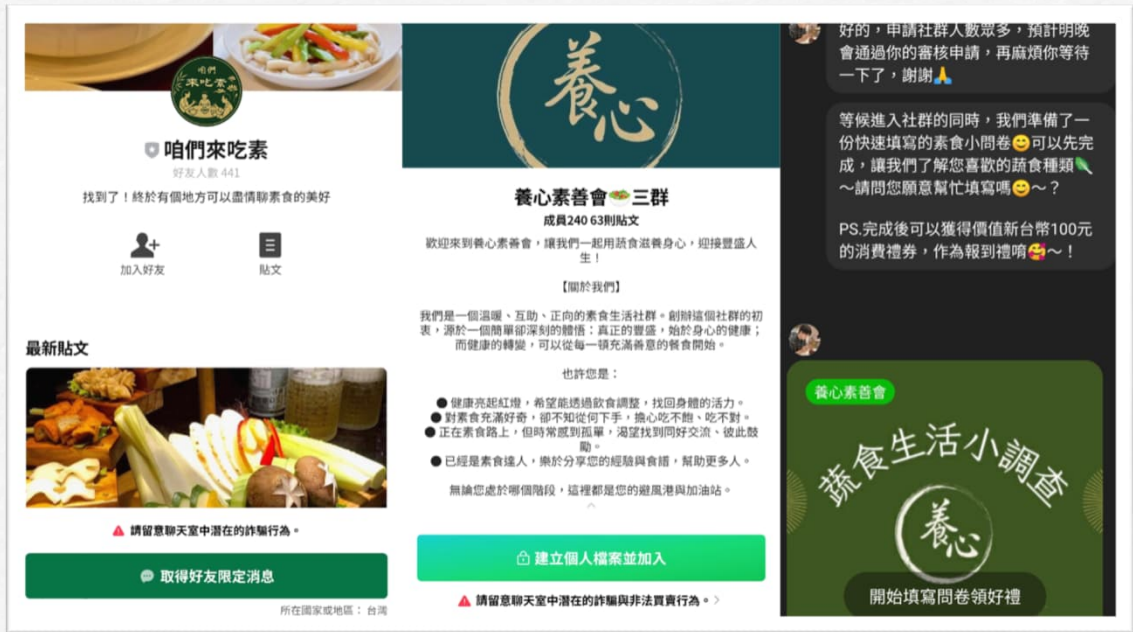 咱們
來吃素
咱們來吃素
好友人數 441
找到了！終於有個地方可以盡情聊素食的美好
加入好友
貼文
最新貼文
請留意聊天室中潛在的詐騙行為。
取得好友限定消息
所在國家或地區： 台灣
養心
養心素善會🥗三群
成員240 63則貼文
歡迎來到養心素善會，讓我們一起用蔬食滋養身心，迎接豐盛人
生！
【關於我們】
我們是一個溫暖、互助、正向的素食生活社群。創辦這個社群的初
衷，源於一個簡單卻深刻的體悟：真正的豐盛，始於身心的健康；
而健康的轉變，可以從每一頓充滿善意的餐食開始。
也許您是：
● 健康亮起紅燈，希望能透過飲食調整，找回身體的活力。
● 對素食充滿好奇，卻不知從何下手，擔心吃不飽、吃不對。
● 正在素食路上，但時常感到孤單，渴望找到同好交流、彼此鼓
勵。
● 已經是素食達人，樂於分享您的經驗與食譜，幫助更多人。
無論您處於哪個階段，這裡都是您的避風港與加油站。
建立個人檔案並加入
請留意聊天室中潛在的詐騙與非法買賣行為。
好的，申請社群人數眾多，預計明晚
會通過你的審核申請，再麻煩你等待
一下了，謝謝🙏
等候進入社群的同時，我們準備了一
份快速填寫的素食小問卷😊可以先完
成，讓我們了解您喜歡的蔬食種類🥬
～請問您願意幫忙填寫嗎😊～？
PS.完成後可以獲得價值新台幣100元
的消費禮券，作為報到禮唷🥰～！
養心素善會
蔬食生活小調查
養心
開始填寫問卷領好禮